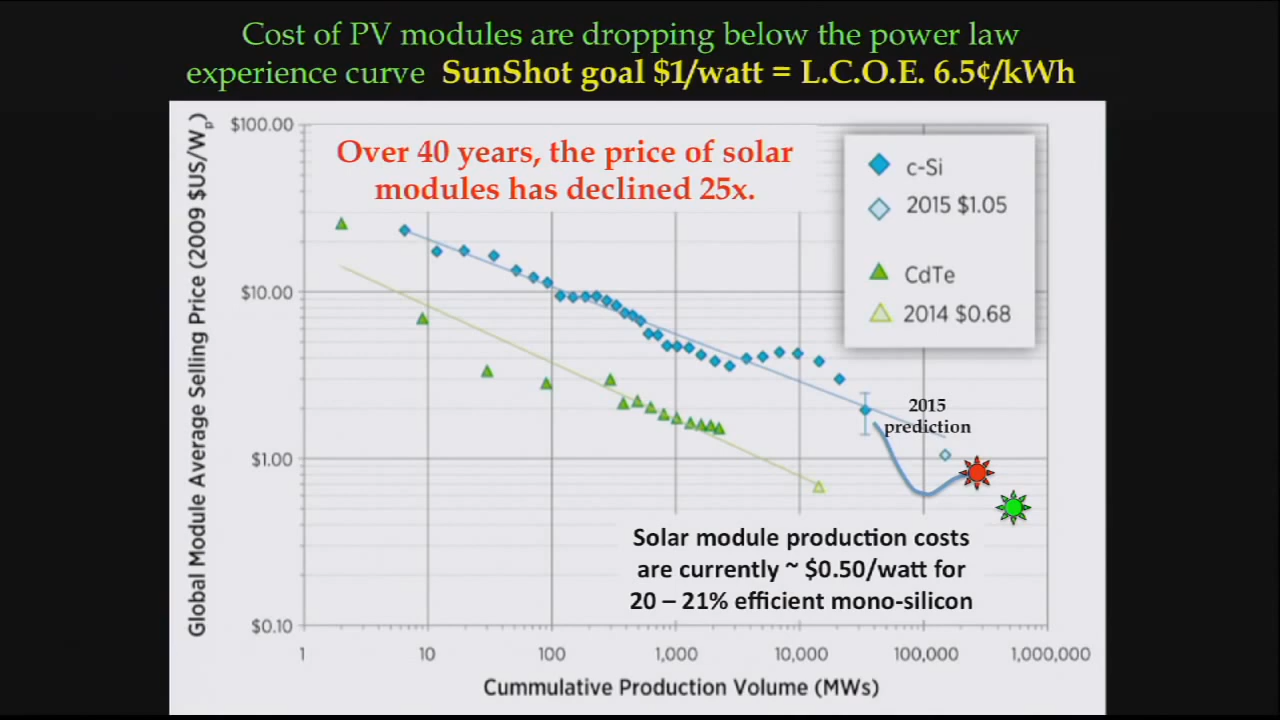 Cost of PV modules are dropping below the power law
experience curve SunShot goal $1/watt = L.C.O.E. 6.5¢/kWh
Global Module Average Selling Price (2009 $US/Wp)
$100.00
$10.00
$1.00
$0.10
Over 40 years, the price of solar
modules has declined 25x.
c-Si
2015 $1.05
CdTe
2014 $0.68
2015
prediction
Solar module production costs
are currently ~ $0.50/watt for
20 – 21% efficient mono-silicon
1
10
100
1,000
10,000
100,000
1,000,000
Cummulative Production Volume (MWs)